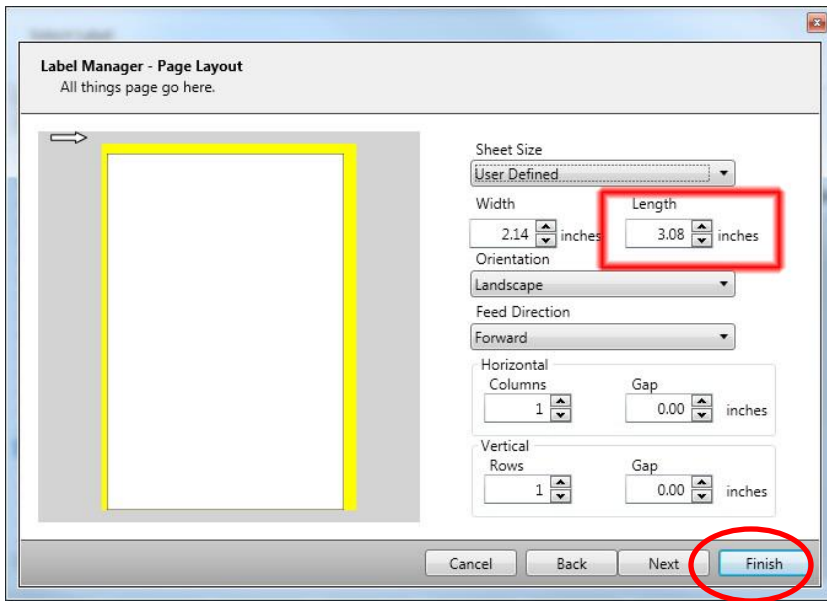 Label Manager - Page Layout
All things page go here.
Sheet Size
User Defined
Width Length
2.14 inches 3.08 inches
Orientation
Landscape
Feed Direction
Forward
Horizontal
Columns Gap
1 0.00 inches
Vertical
Rows Gap
1 0.00 inches
Cancel Back Next Finish